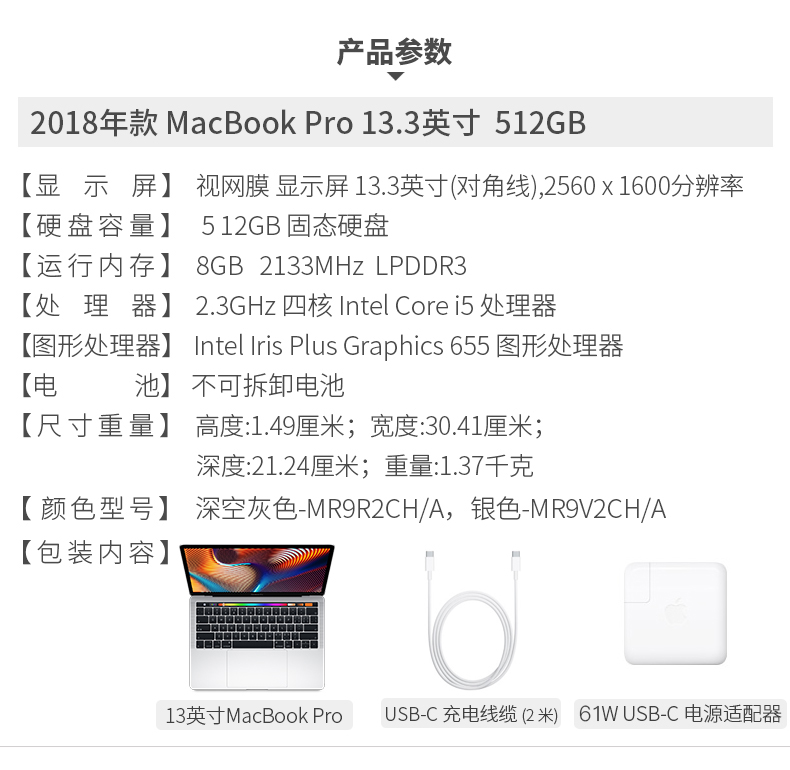 产品参数
2018年款 MacBook Pro 13.3英寸 512GB
【显 示 屏】 视网膜 显示屏 13.3英寸(对角线),2560 x 1600分辨率
【硬盘容量】 5 12GB 固态硬盘
【运行内存】 8GB 2133MHz LPDDR3
【处 理 器】 2.3GHz 四核 Intel Core i5 处理器
【图形处理器】 Intel Iris Plus Graphics 655 图形处理器
【电 池】 不可拆卸电池
【尺寸重量】 高度:1.49厘米；宽度:30.41厘米；
深度:21.24厘米；重量:1.37千克
【颜色型号】 深空灰色-MR9R2CH/A，银色-MR9V2CH/A
【包装内容】
13英寸MacBook Pro
USB-C 充电线缆 (2 米)
61W USB-C 电源适配器